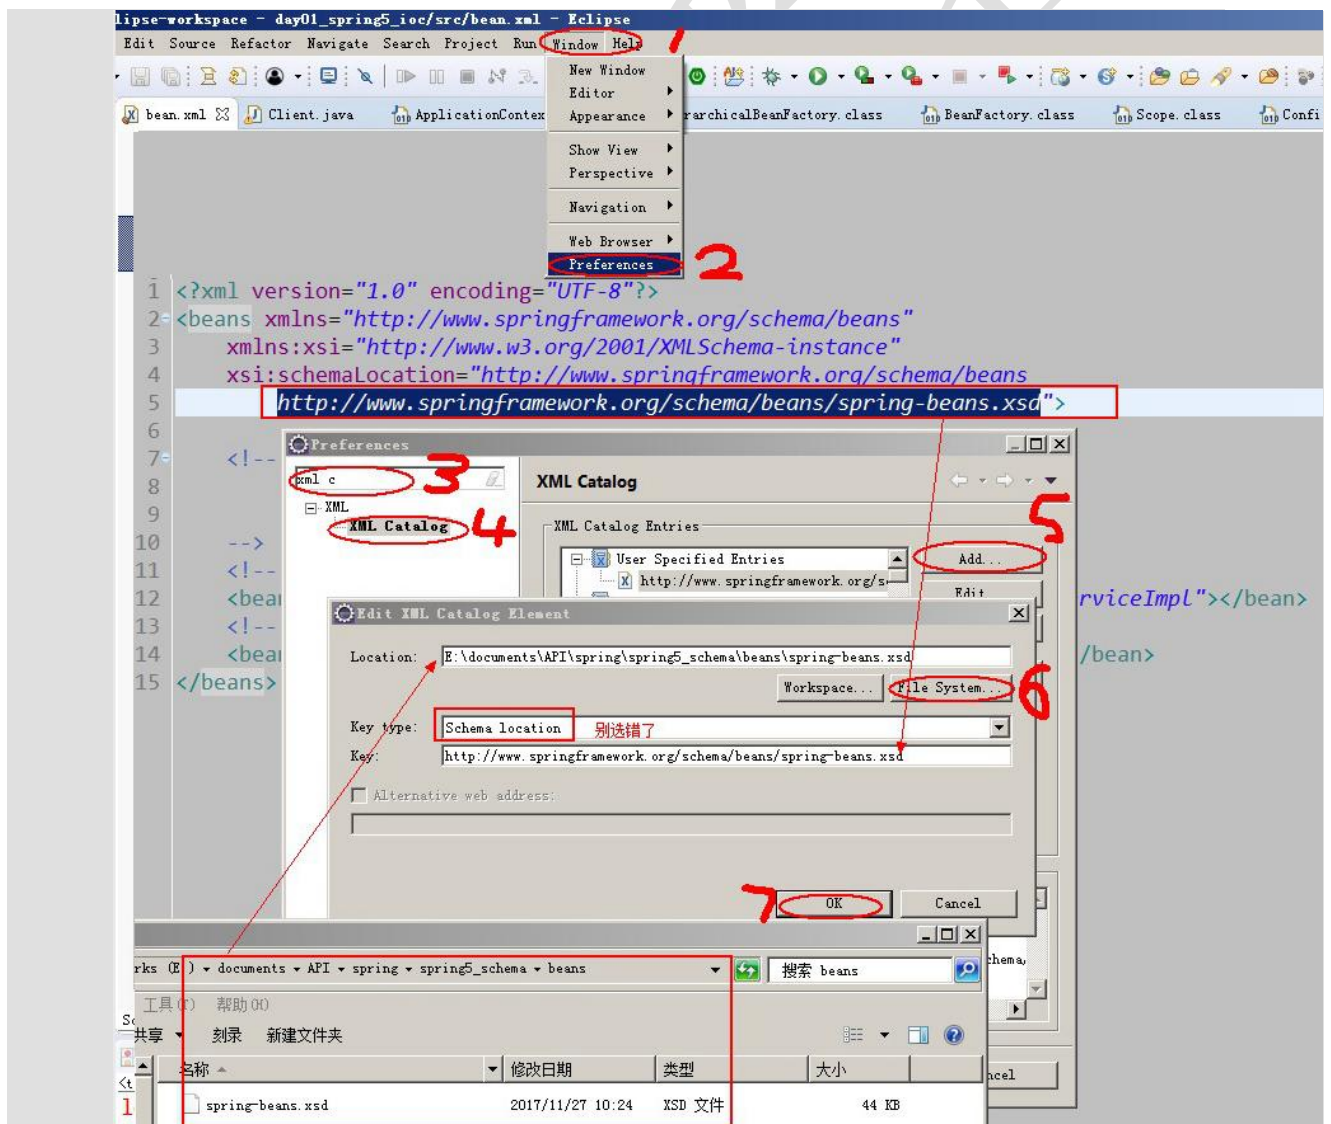 lipse-workspace - day01_spring5_ioc/src/bean.xml - Eclipse
Edit Source Refactor Navigate Search Project Run Window Help
1
New Window
Editor
bean.xml Client.java ApplicationContex Appearance rarchicalBeanFactory.class BeanFactory.class Scope.class Confi
Show View
Perspective
Navigation
Web Browser
Preferences 2
1 <?xml version="1.0" encoding="UTF-8"?>
2 <beans xmlns="http://www.springframework.org/schema/beans"
3 xmlns:xsi="http://www.w3.org/2001/XMLSchema-instance"
4 xsi:schemaLocation="http://www.springframework.org/schema/beans
5 http://www.springframework.org/schema/beans/spring-beans.xsd">
6
Preferences
7 <!--
xml c 3 XML Catalog
8
XML
9
XML Catalog 4 XML Catalog Entries 5
10 -->
User Specified Entries Add...
11 <!--
http://www.springframework.org/s
12 <bea Edit rviceImpl"></bean>
Edit XML Catalog Element
13 <!--
14 <bea /bean>
Location: E:\documents\API\spring\spring5_schema\beans\spring-beans.xsd
15 </beans>
Workspace... File System... 6
Key type: Schema location 别选错了
Key: http://www.springframework.org/schema/beans/spring-beans.xsd
Alternative web address:
7 OK Cancel
rks (E:) documents API spring spring5_schema beans 搜索 beans
chema,
工具(T) 帮助(H)
共享 刻录 新建文件夹
名称 修改日期 类型 大小
ncel
spring-beans.xsd 2017/11/27 10:24 XSD 文件 44 KB